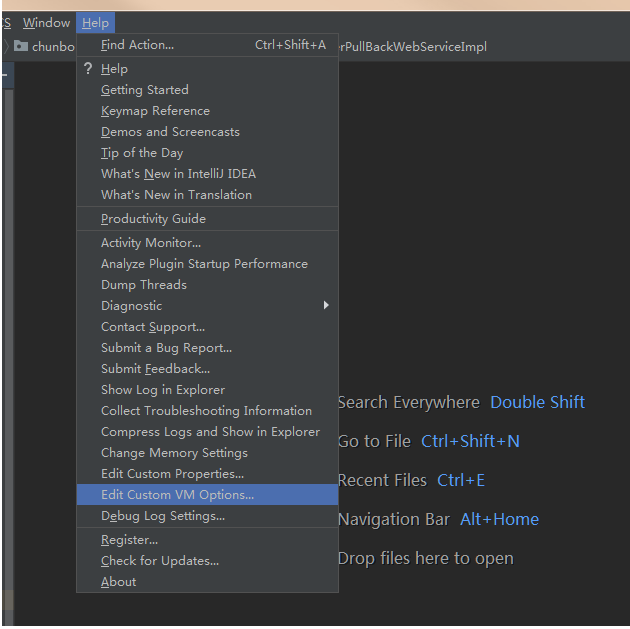 CS Window Help
chunbo rPullBackWebServiceImpl
Find Action... Ctrl+Shift+A
? Help
Getting Started
Keymap Reference
Demos and Screencasts
Tip of the Day
What's New in IntelliJ IDEA
What's New in Translation
Productivity Guide
Activity Monitor...
Analyze Plugin Startup Performance
Dump Threads
Diagnostic
Contact Support...
Submit a Bug Report...
Submit Feedback...
Show Log in Explorer
Collect Troubleshooting Information
Compress Logs and Show in Explorer
Change Memory Settings
Edit Custom Properties...
Edit Custom VM Options...
Debug Log Settings...
Register...
Check for Updates...
About
Search Everywhere Double Shift
Go to File Ctrl+Shift+N
Recent Files Ctrl+E
Navigation Bar Alt+Home
Drop files here to open